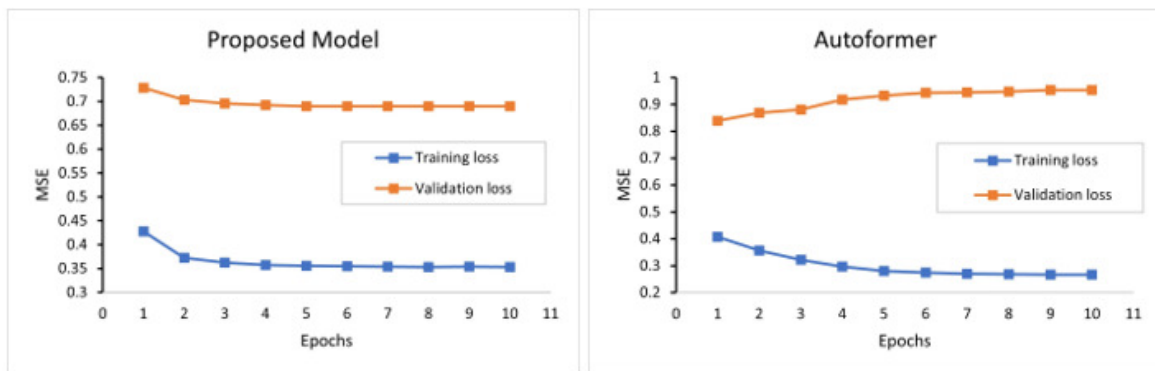 Proposed Model
0.75
0.7
0.65
0.6
0.55
0.5
0.45
0.4
0.35
0.3
MSE
Training loss
Validation loss
0 1 2 3 4 5 6 7 8 9 10 11
Epochs
Autoformer
1
0.9
0.8
0.7
0.6
0.5
0.4
0.3
0.2
MSE
Training loss
Validation loss
0 1 2 3 4 5 6 7 8 9 10 11
Epochs